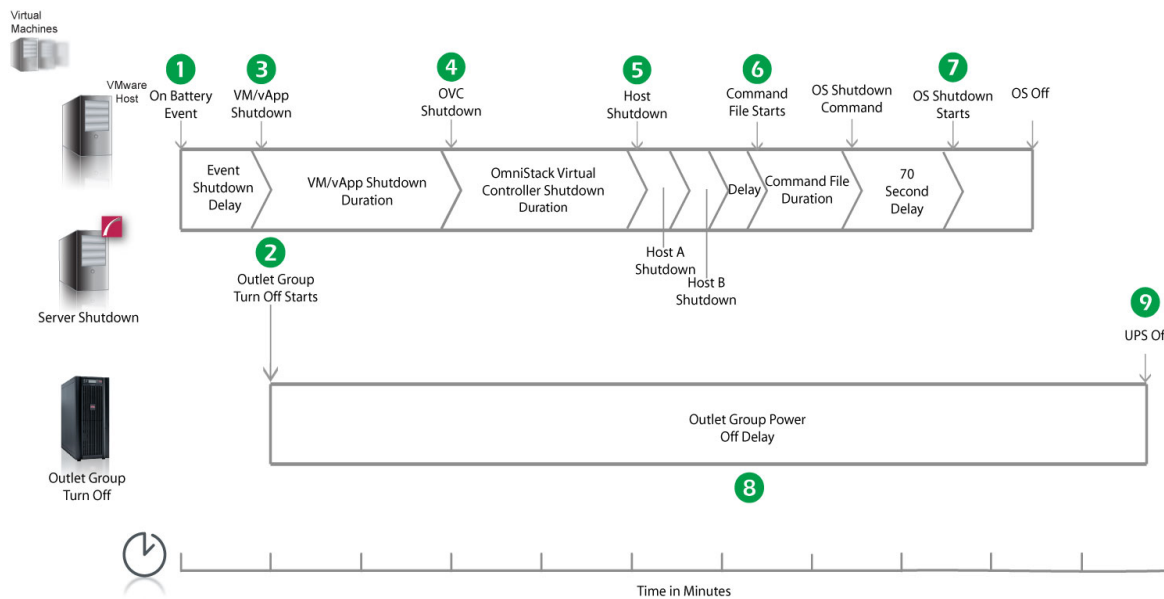 Virtual
Machines
VMware
Host
1
3
4
5
6
7
On Battery
Event
VM/vApp
Shutdown
OVC
Shutdown
Host
Shutdown
Command
File Starts
OS Shutdown
Command
OS Shutdown
Starts
OS Off
Event
Shutdown
Delay
VM/vApp Shutdown
Duration
OmniStack Virtual
Controller Shutdown
Duration
Delay
Command File
Duration
70
Second
Delay
Host A
Shutdown
Host B
Shutdown
2
Outlet Group
Turn Off Starts
Server Shutdown
9
UPS Of
Outlet Group Power
Off Delay
8
Outlet Group
Turn Off
Time in Minutes